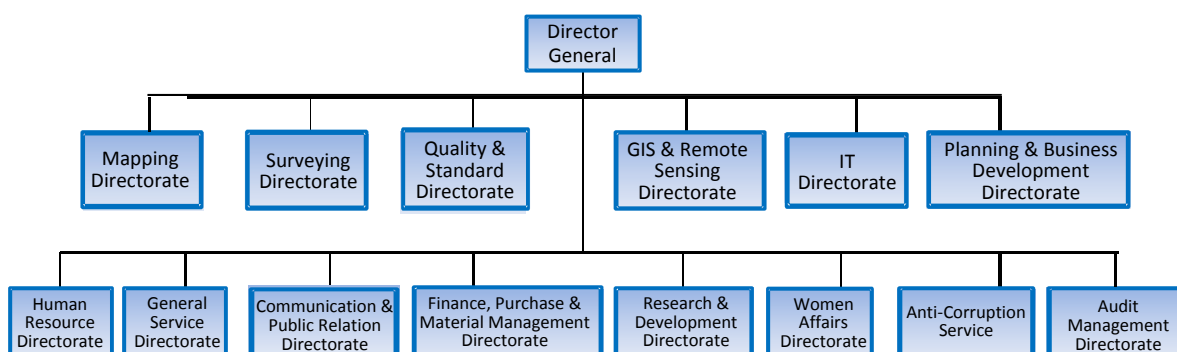 Director
General
Mapping
Directorate
Surveying
Directorate
Quality &
Standard
Directorate
GIS & Remote
Sensing
Directorate
IT
Directorate
Planning & Business
Development
Directorate
Human
Resource
Directorate
General
Service
Directorate
Communication &
Public Relation
Directorate
Finance, Purchase &
Material Management
Directorate
Research &
Development
Directorate
Women
Affairs
Directorate
Anti-Corruption
Service
Audit
Management
Directorate